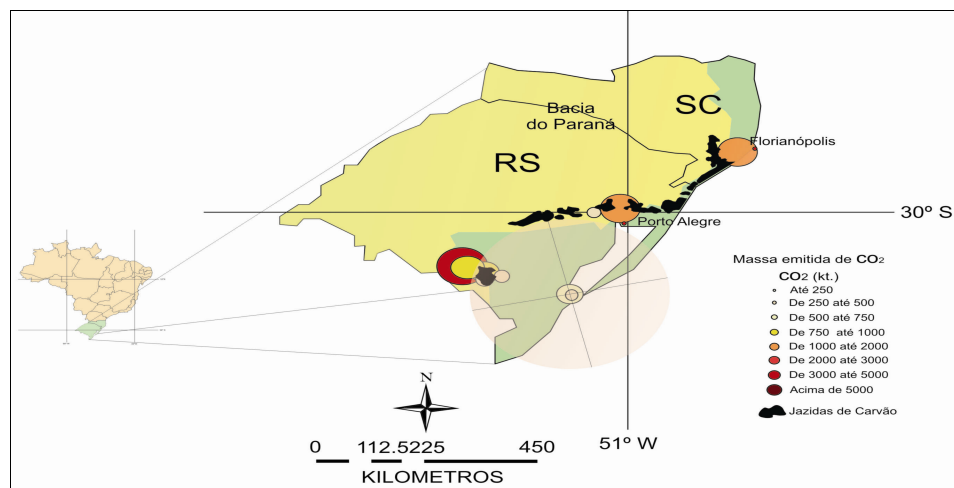 SC
Bacia
do Paraná
Florianópolis
RS
30º S
Porto Alegre
Massa emitida de CO2
CO2 (kt.)
Até 250
De 250 até 500
De 500 até 750
De 750 até 1000
De 1000 até 2000
De 2000 até 3000
De 3000 até 5000
Acima de 5000
Jazidas de Carvão
N
51º W
0 112.5225 450
KILOMETROS